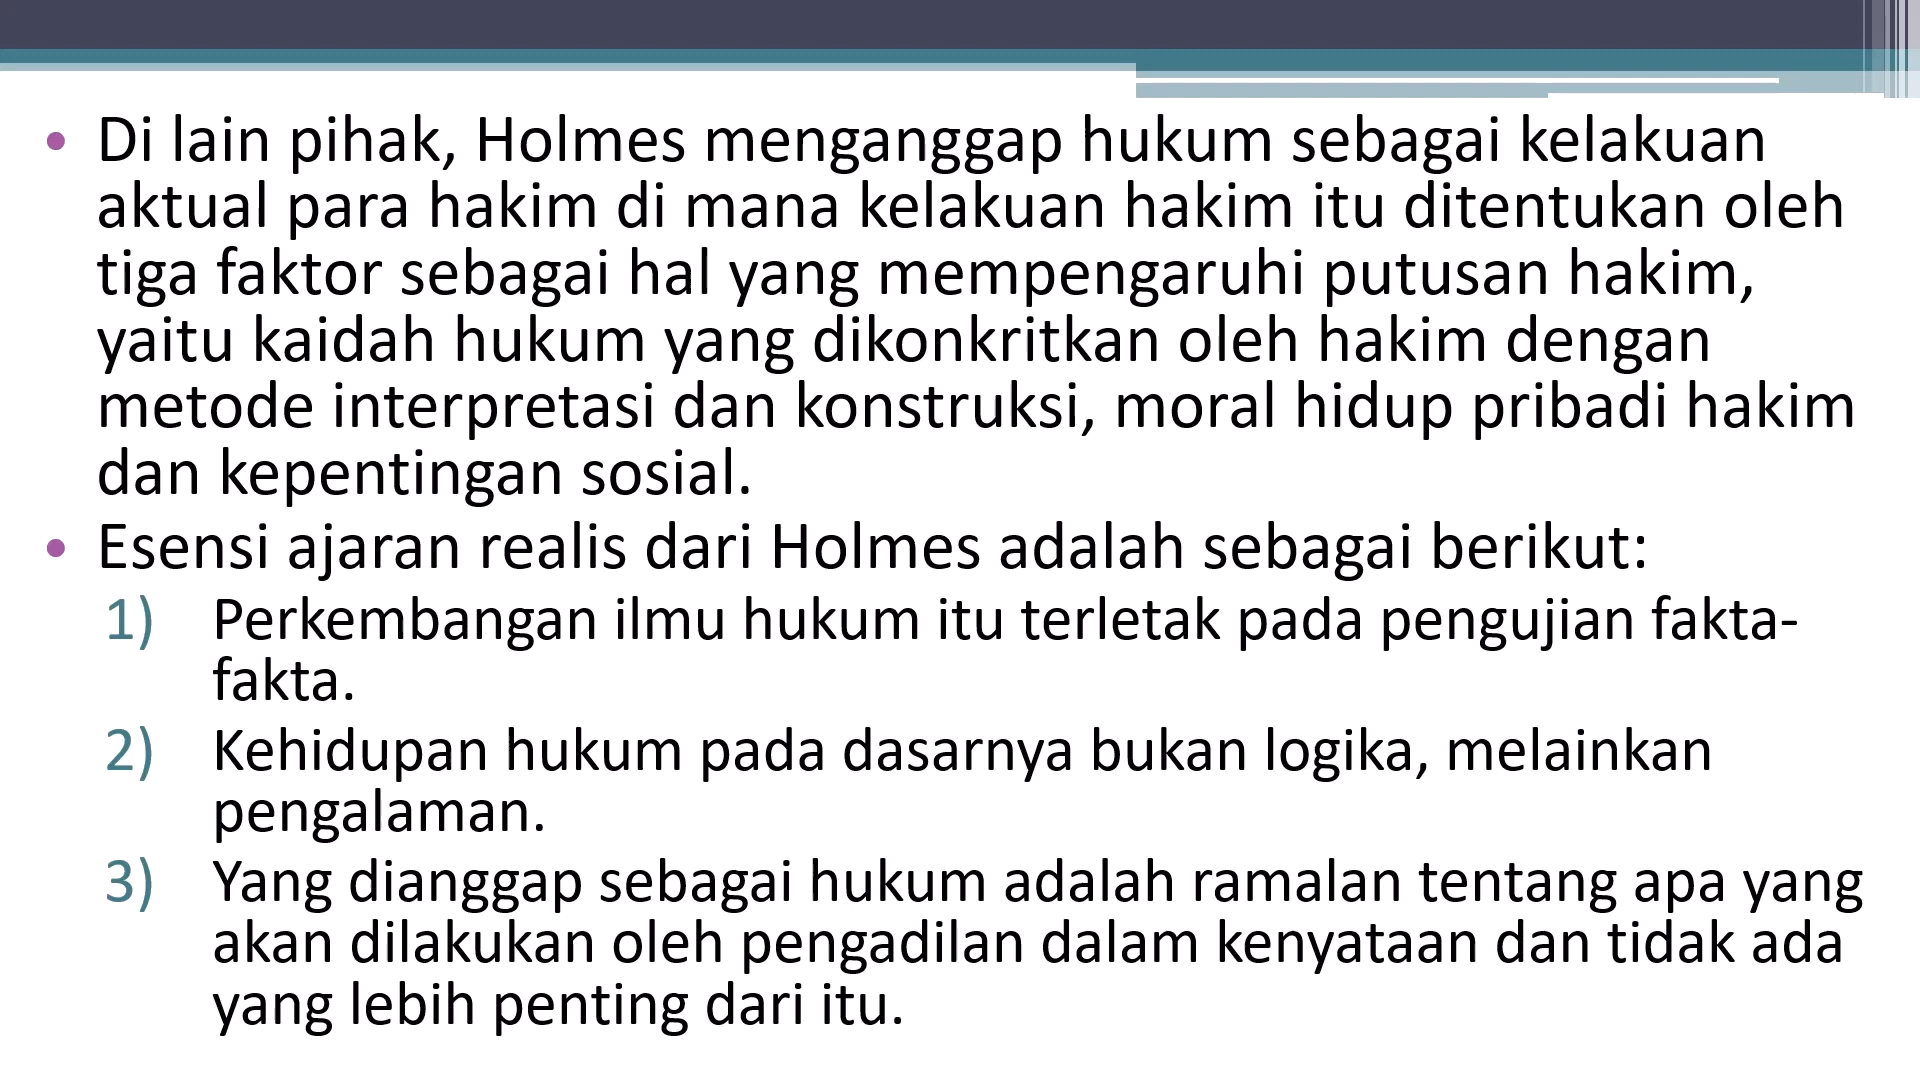 • Di lain pihak, Holmes menganggap hukum sebagai kelakuan
aktual para hakim di mana kelakuan hakim itu ditentukan oleh
tiga faktor sebagai hal yang mempengaruhi putusan hakim,
yaitu kaidah hukum yang dikonkritkan oleh hakim dengan
metode interpretasi dan konstruksi, moral hidup pribadi hakim
dan kepentingan sosial.
• Esensi ajaran realis dari Holmes adalah sebagai berikut:
1) Perkembangan ilmu hukum itu terletak pada pengujian fakta-
fakta.
2) Kehidupan hukum pada dasarnya bukan logika, melainkan
pengalaman.
3) Yang dianggap sebagai hukum adalah ramalan tentang apa yang
akan dilakukan oleh pengadilan dalam kenyataan dan tidak ada
yang lebih penting dari itu.